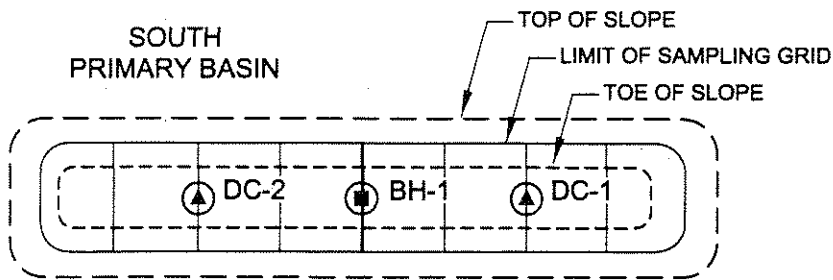 TOP OF SLOPE
SOUTH
PRIMARY BASIN
LIMIT OF SAMPLING GRID
TOE OF SLOPE
DC-2
BH-1
DC-1